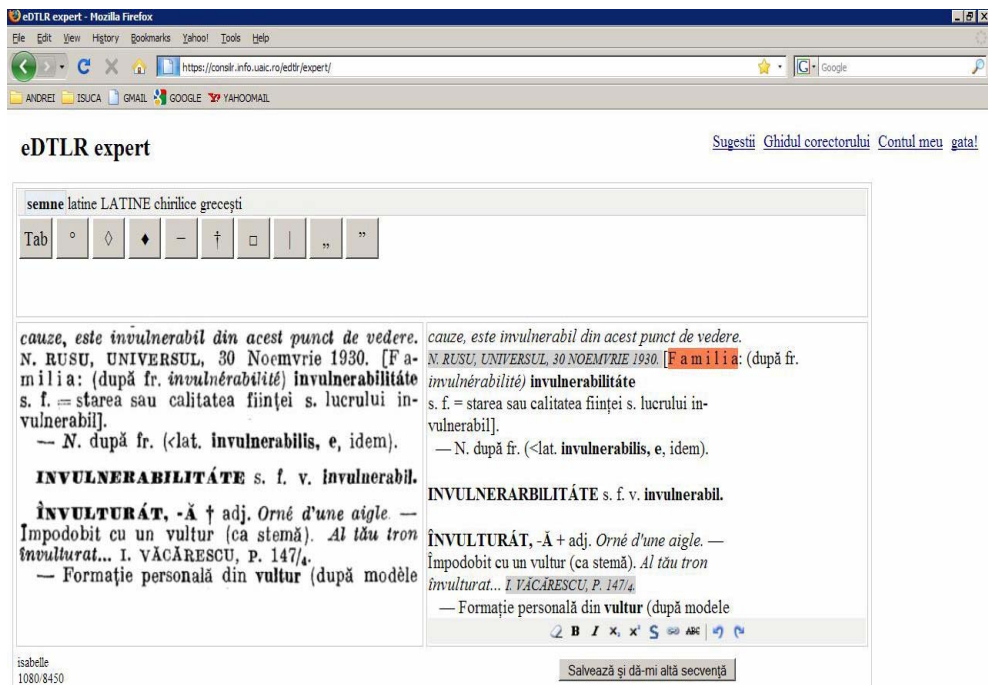 eDTLR expert - Mozilla Firefox
File Edit View History Bookmarks Yahoo! Tools Help
https://consilr.info.uaic.ro/edtlr/expert/
G Google
ANDREI ISUCA GMAIL GOOGLE YAHOOMAIL
eDTLR expert
Sugestii Ghidul corectorului Contul meu gata!
semne latine LATINE chirilice grecești
Tab ° ◊ ♦ – † □ | „ ”
cauze, este invulnerabil din acest punct de vedere.
N. RUSU, UNIVERSUL, 30 Noemvrie 1930. [F a-
m i l i a: (după fr. invulnérabilité) invulnerabilitáte
s. f. = starea sau calitatea ființei s. lucrului in-
vulnerabil].
— N. după fr. (<lat. invulnerabilis, e, idem).
INVULNERABILITÁTE s. f. v. invulnerabil.
ÎNVULTURÁT, -Ă † adj. Orné d'une aigle. —
Împodobit cu un vultur (ca stemă). Al tău tron
învulturat... I. VĂCĂRESCU, P. 147/4.
— Formație personală din vultur (după modèle
cauze, este invulnerabil din acest punct de vedere.
N. RUSU, UNIVERSUL, 30 NOEMVRIE 1930. [F a m i l i a: (după fr.
invulnérabilité) invulnerabilitáte
s. f. = starea sau calitatea ființei s. lucrului in-
vulnerabil].
— N. după fr. (<lat. invulnerabilis, e, idem).
INVULNERARBILITÁTE s. f. v. invulnerabil.
ÎNVULTURÁT, -Ă + adj. Orné d'une aigle. —
Împodobit cu un vultur (ca stemă). Al tău tron
învulturat... I. VĂCĂRESCU, P. 147/4.
— Formație personală din vultur (după modele
B I x, x² S ABC
isabelle
1080/8450
Salvează și dă-mi altă secvență